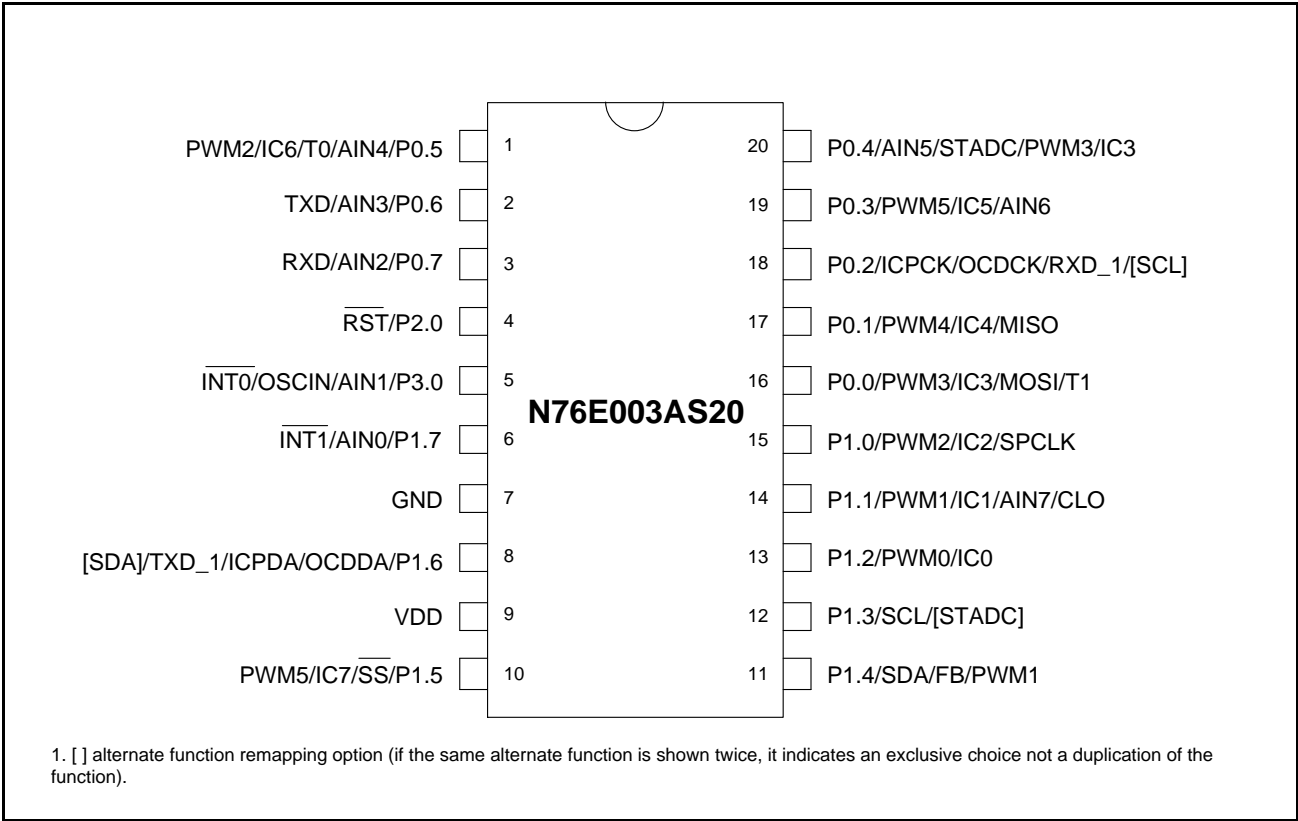 PWM2/IC6/T0/AIN4/P0.5 1 20 P0.4/AIN5/STADC/PWM3/IC3
TXD/AIN3/P0.6 2 19 P0.3/PWM5/IC5/AIN6
RXD/AIN2/P0.7 3 18 P0.2/ICPCK/OCDCK/RXD_1/[SCL]
RST/P2.0 4 17 P0.1/PWM4/IC4/MISO
INT0/OSCIN/AIN1/P3.0 5 16 P0.0/PWM3/IC3/MOSI/T1
N76E003AS20
INT1/AIN0/P1.7 6 15 P1.0/PWM2/IC2/SPCLK
GND 7 14 P1.1/PWM1/IC1/AIN7/CLO
[SDA]/TXD_1/ICPDA/OCDDA/P1.6 8 13 P1.2/PWM0/IC0
VDD 9 12 P1.3/SCL/[STADC]
PWM5/IC7/SS/P1.5 10 11 P1.4/SDA/FB/PWM1
1. [ ] alternate function remapping option (if the same alternate function is shown twice, it indicates an exclusive choice not a duplication of the
function).